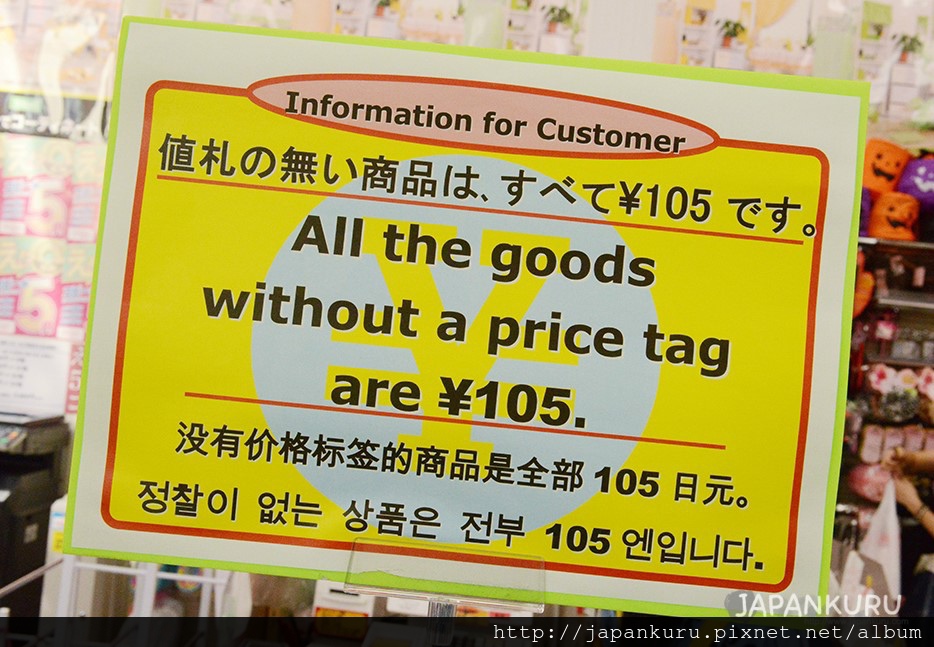 Information for Customer
値札の無い商品は、すべて¥105 です。
All the goods
without a price tag
are ¥105.
没有价格标签的商品是全部 105 日元。
정찰이 없는 상품은 전부 105 엔입니다.
JAPANKURU
http://japankuru.pixnet.net/album